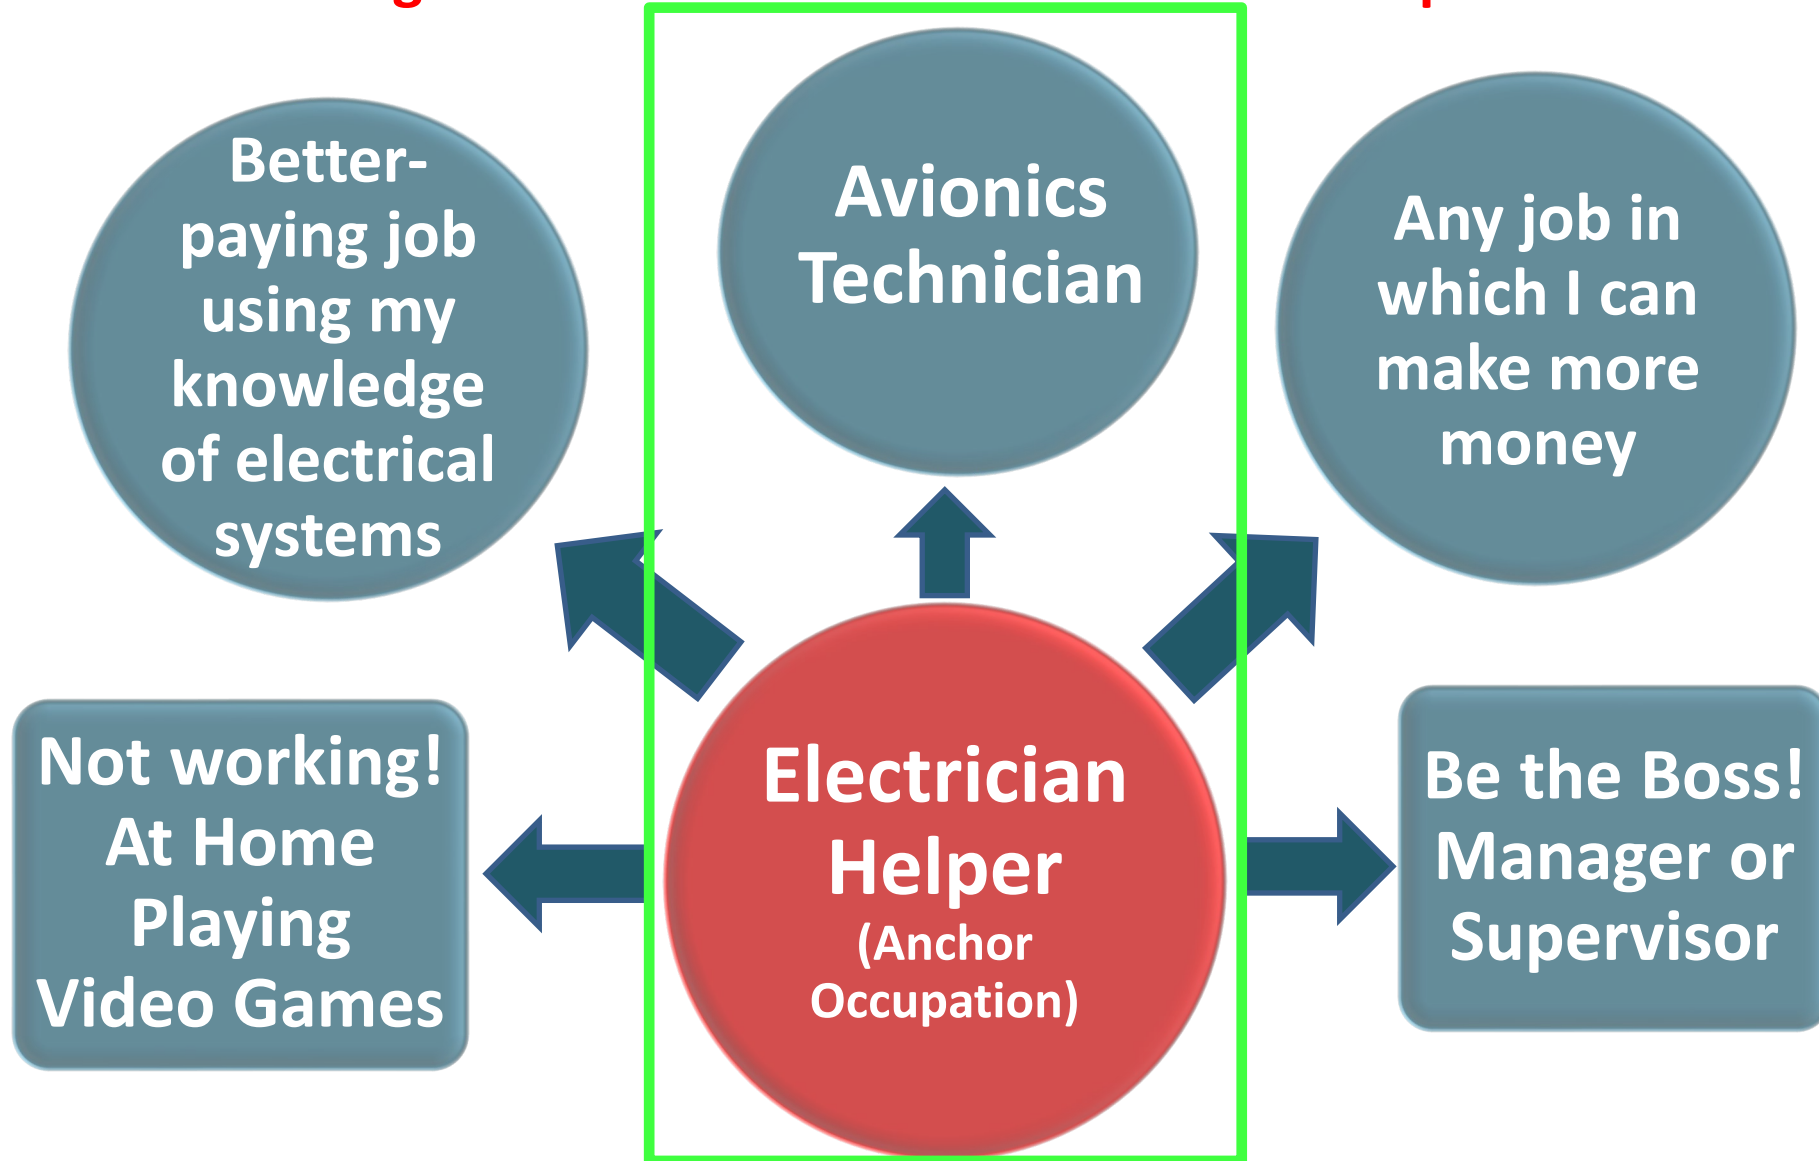 Better-
paying job
using my
knowledge
of electrical
systems
Avionics
Technician
Any job in
which I can
make more
money
Not working!
At Home
Playing
Video Games
Electrician
Helper
(Anchor
Occupation)
Be the Boss!
Manager or
Supervisor